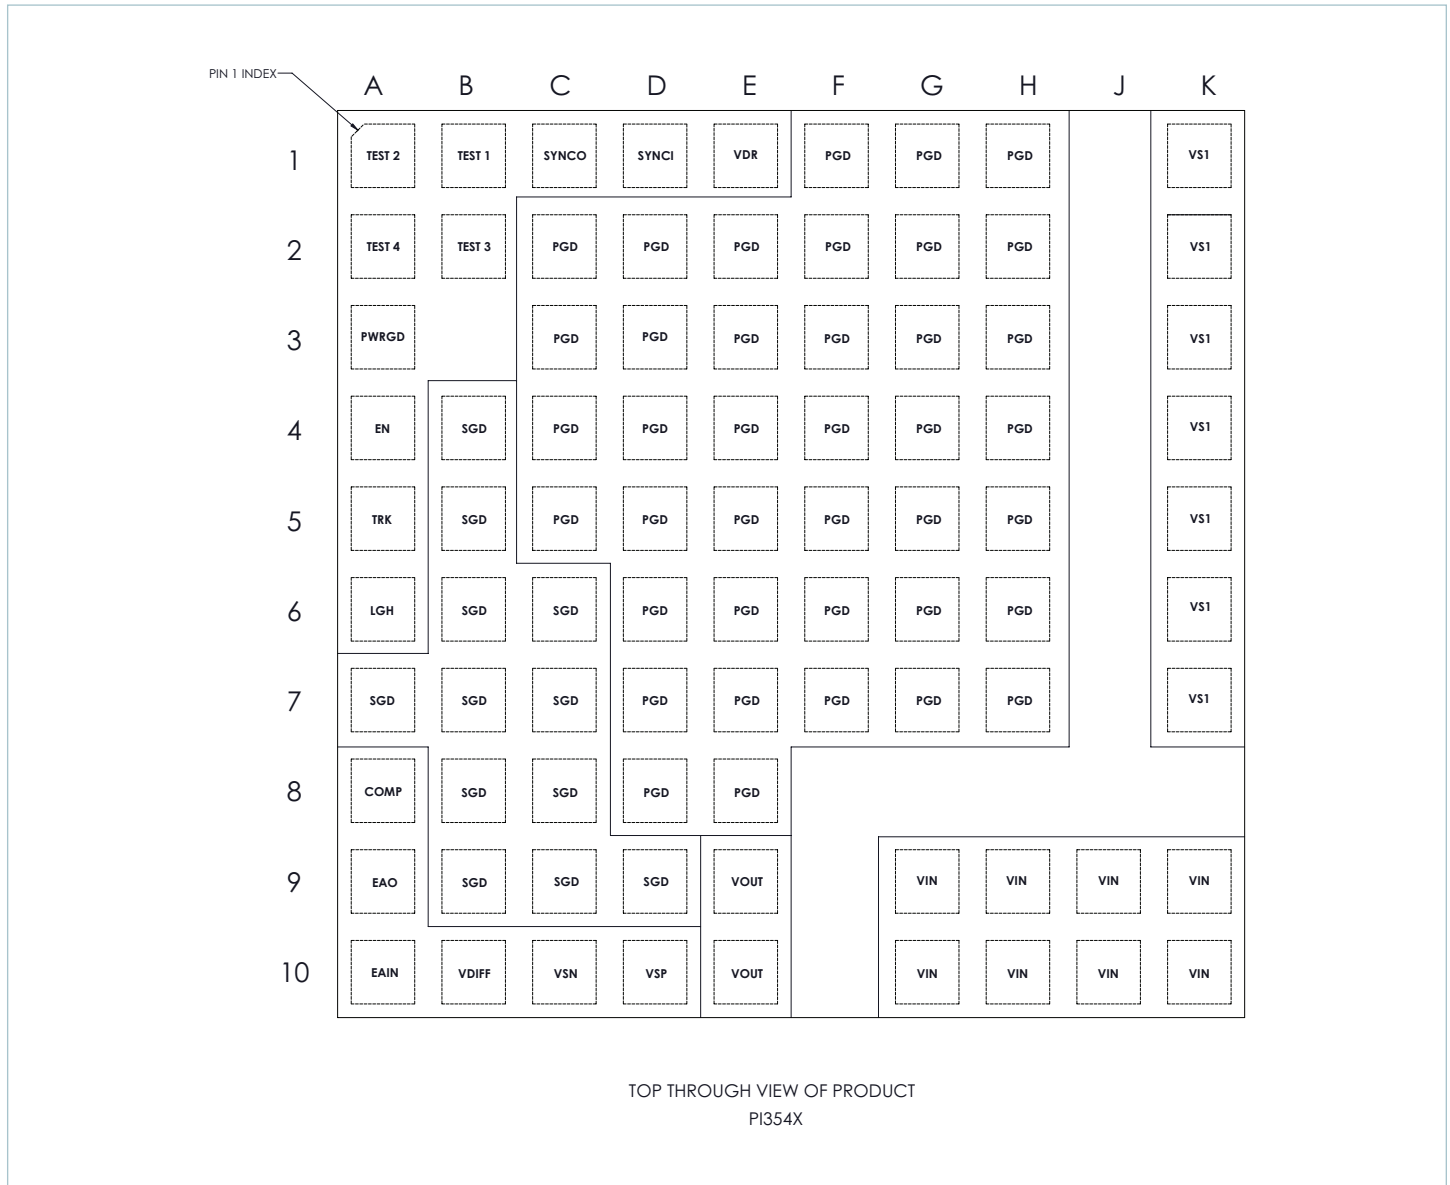 PIN 1 INDEX
A B C D E F G H J K
1 TEST 2 TEST 1 SYNCO SYNCI VDR PGD PGD PGD VS1
2 TEST 4 TEST 3 PGD PGD PGD PGD PGD PGD VS1
3 PWRGD PGD PGD PGD PGD PGD PGD VS1
4 EN SGD PGD PGD PGD PGD PGD PGD VS1
5 TRK SGD PGD PGD PGD PGD PGD PGD VS1
6 LGH SGD SGD PGD PGD PGD PGD PGD VS1
7 SGD SGD SGD PGD PGD PGD PGD PGD VS1
8 COMP SGD SGD PGD PGD
9 EAO SGD SGD SGD VOUT VIN VIN VIN VIN
10 EAIN VDIFF VSN VSP VOUT VIN VIN VIN VIN
TOP THROUGH VIEW OF PRODUCT
PI354X